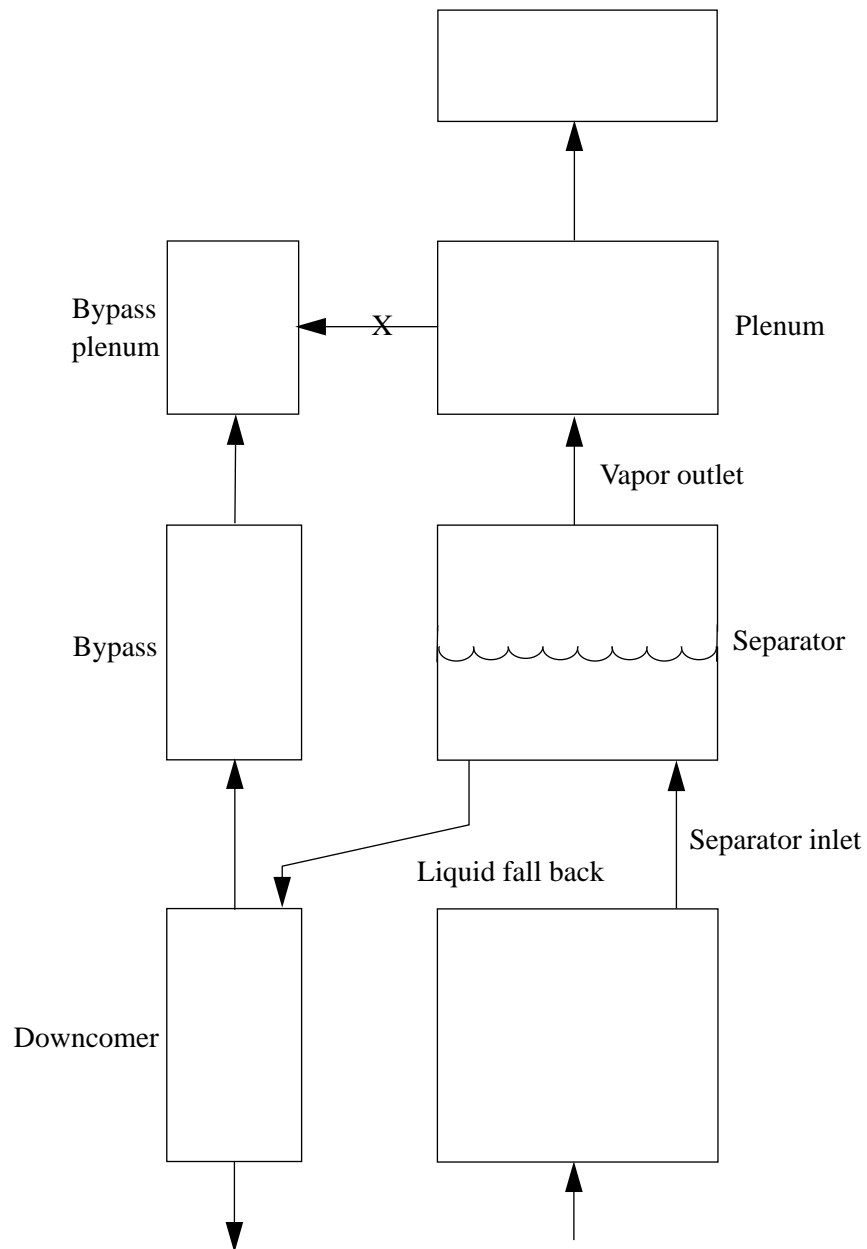 Bypass
plenum
X
Plenum
Vapor outlet
Bypass
Separator
Separator inlet
Liquid fall back
Downcomer